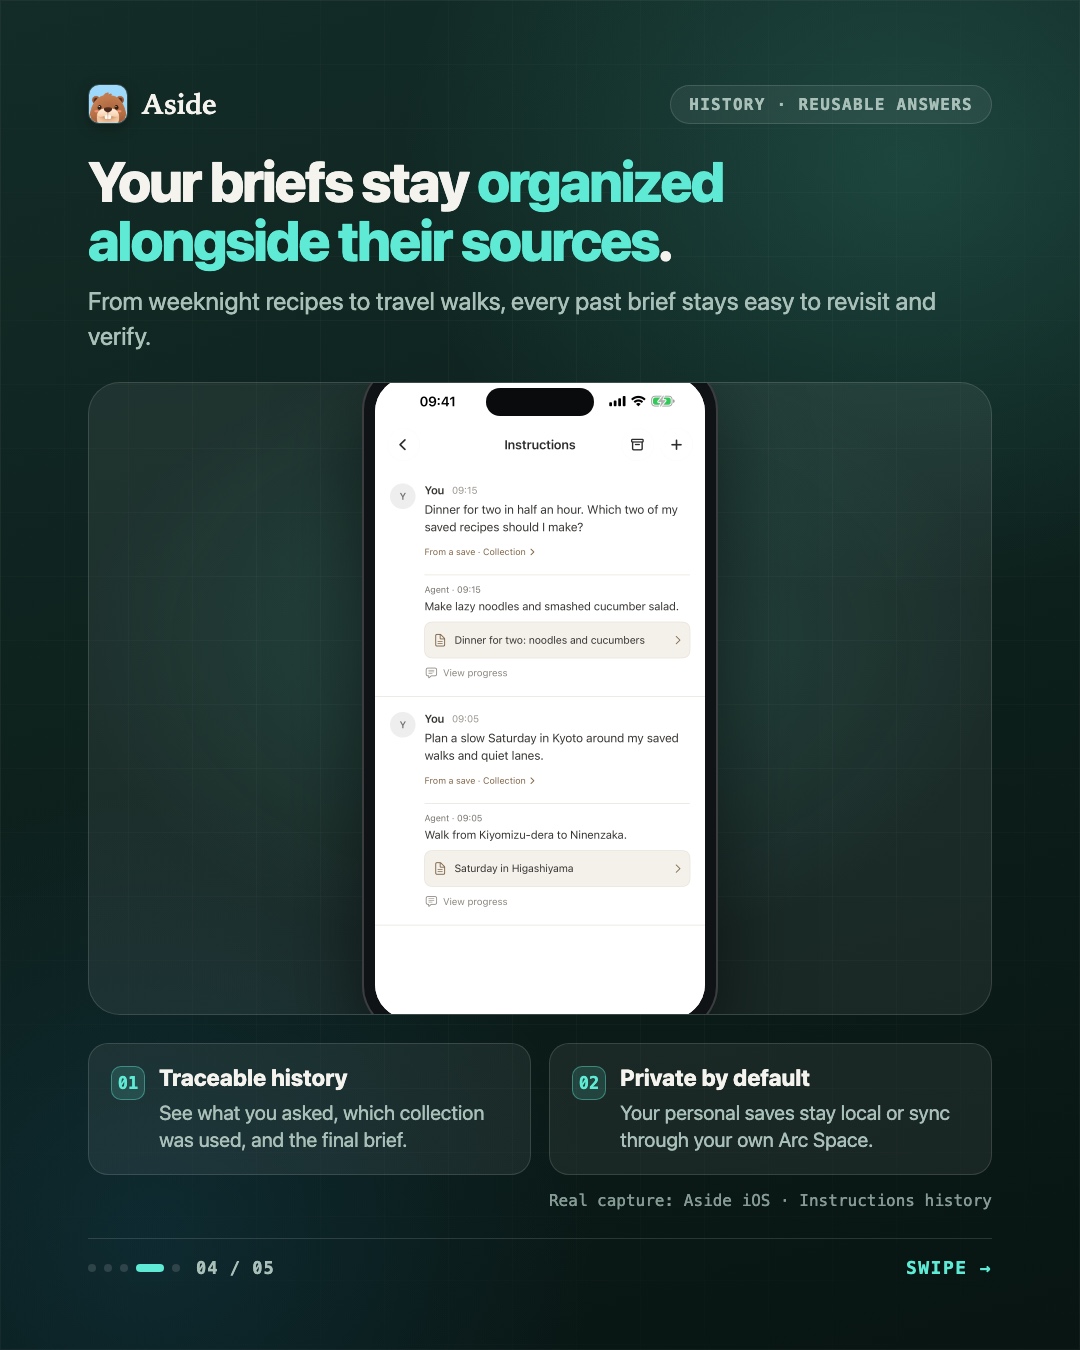 Aside
HISTORY · REUSABLE ANSWERS
Your briefs stay organized
alongside their sources.
From weeknight recipes to travel walks, every past brief stays easy to revisit and
verify.
09:41
Instructions
Y
You 09:15
Dinner for two in half an hour. Which two of my
saved recipes should I make?
From a save · Collection >
Agent · 09:15
Make lazy noodles and smashed cucumber salad.
Dinner for two: noodles and cucumbers
View progress
Y
You 09:05
Plan a slow Saturday in Kyoto around my saved
walks and quiet lanes.
From a save · Collection >
Agent · 09:05
Walk from Kiyomizu-dera to Ninenzaka.
Saturday in Higashiyama
View progress
01 Traceable history
See what you asked, which collection
was used, and the final brief.
02 Private by default
Your personal saves stay local or sync
through your own Arc Space.
Real capture: Aside iOS · Instructions history
04 / 05
SWIPE →